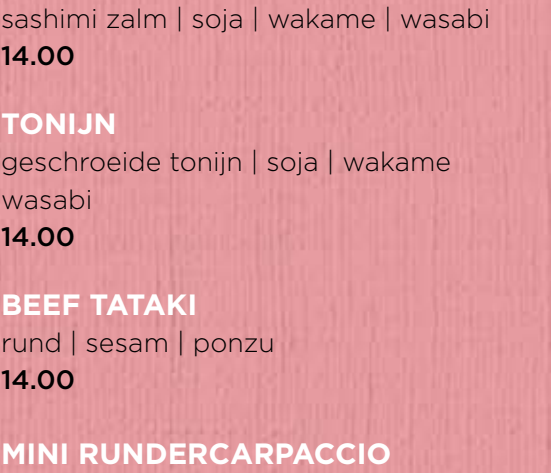 sashimi zalm | soja | wakame | wasabi
14.00
TONIJN
geschroeide tonijn | soja | wakame
wasabi
14.00
BEEF TATAKI
rund | sesam | ponzu
14.00
MINI RUNDERCARPACCIO